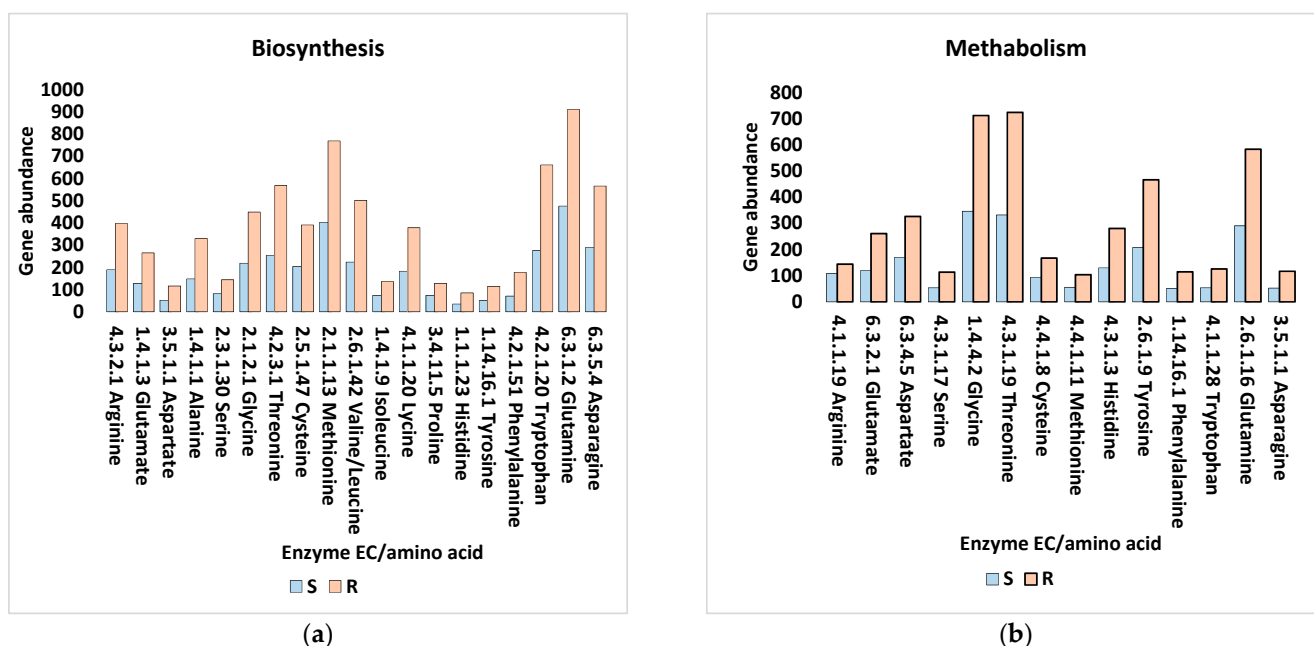 Biosynthesis
Gene abundance
1000
900
800
700
600
500
400
300
200
100
0
4.3.2.1 Arginine
1.4.1.3 Glutamate
3.5.1.1 Aspartate
1.4.1.1 Alanine
2.3.1.30 Serine
2.1.2.1 Glycine
4.2.3.1 Threonine
2.5.1.47 Cysteine
2.1.1.13 Methionine
2.6.1.42 Valine/Leucine
1.4.1.9 Isoleucine
4.1.1.20 Lycine
3.4.11.5 Proline
1.1.1.23 Histidine
1.14.16.1 Tyrosine
4.2.1.51 Phenylalanine
4.2.1.20 Tryptophan
6.3.1.2 Glutamine
6.3.5.4 Asparagine
Enzyme EC/amino acid
S R
(a)
Methabolism
Gene abundance
800
700
600
500
400
300
200
100
0
4.1.1.19 Arginine
6.3.2.1 Glutamate
6.3.4.5 Aspartate
4.3.1.17 Serine
1.4.4.2 Glycine
4.3.1.19 Threonine
4.4.1.8 Cysteine
4.4.1.11 Methionine
4.3.1.3 Histidine
2.6.1.9 Tyrosine
1.14.16.1 Phenylalanine
4.1.1.28 Tryptophan
2.6.1.16 Glutamine
3.5.1.1 Asparagine
Enzyme EC/amino acid
S R
(b)